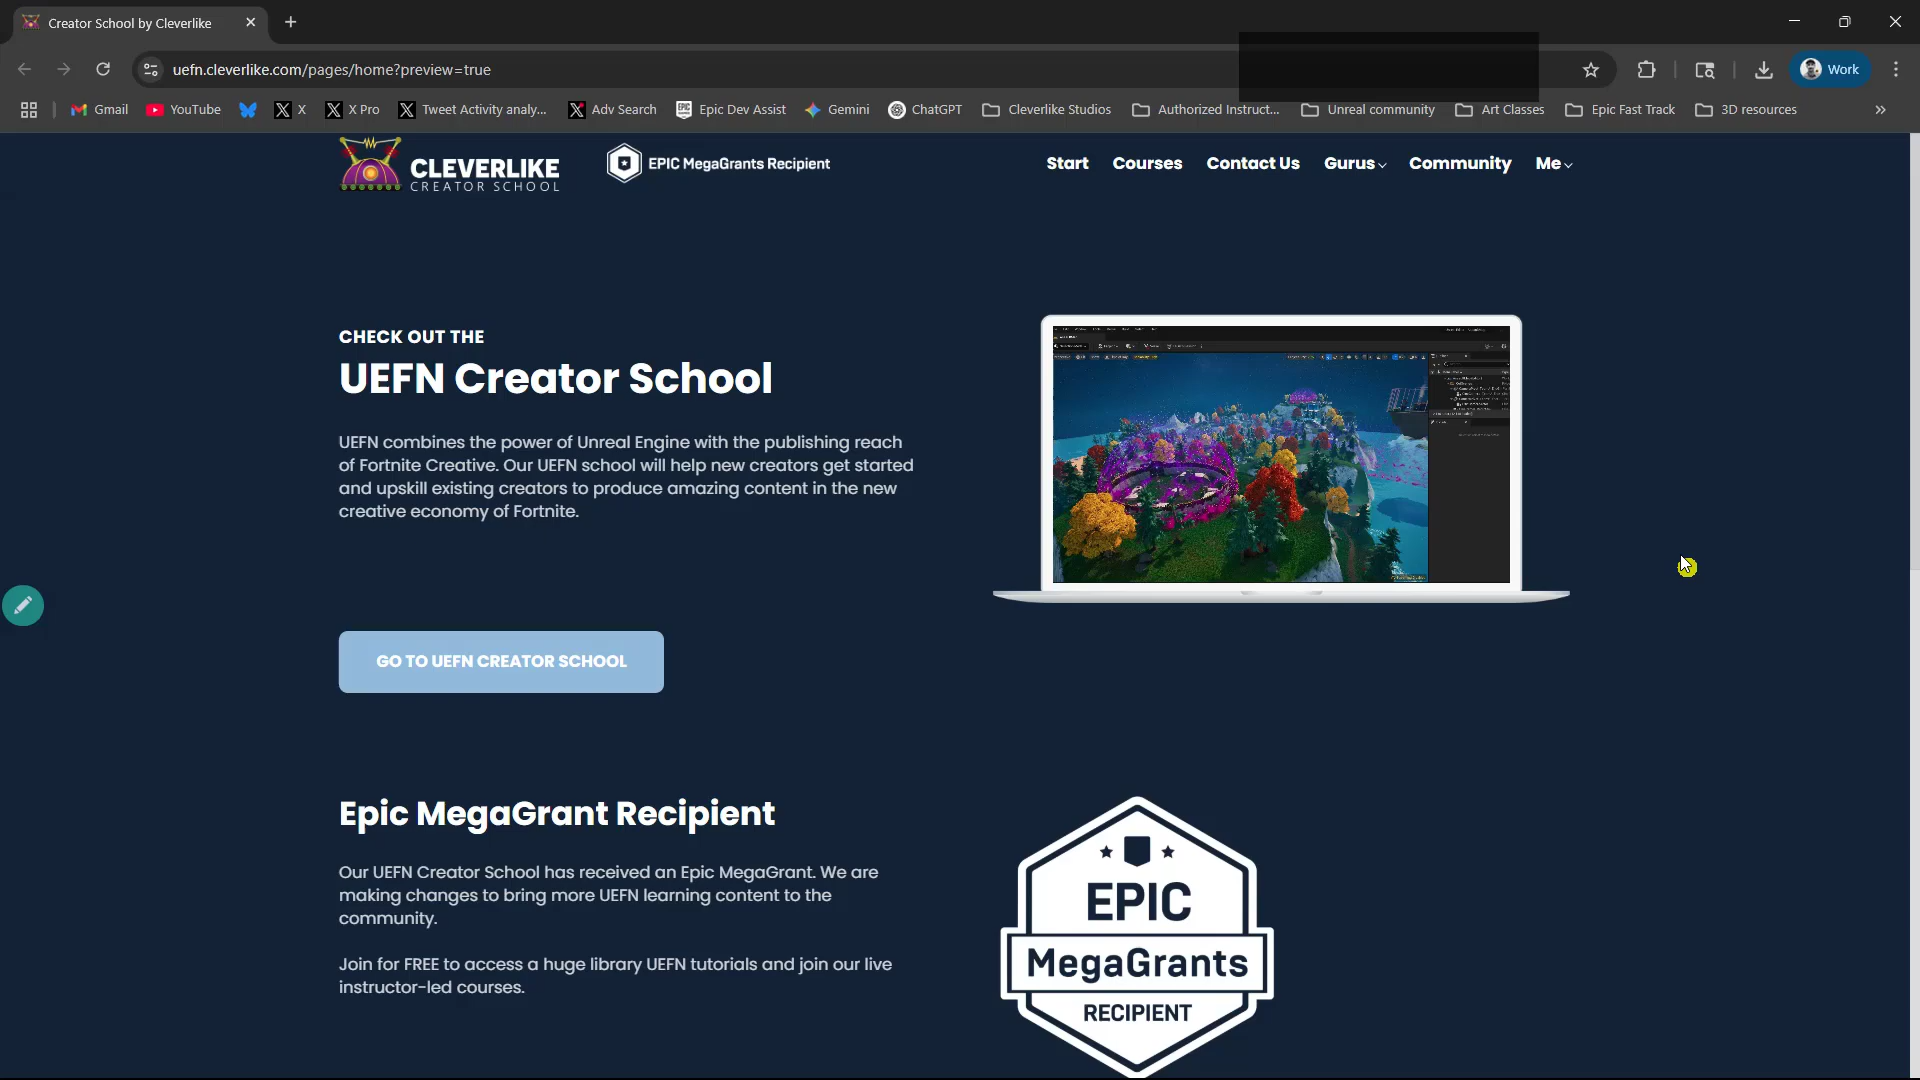 Creator School by Cleverlike
uefn.cleverlike.com/pages/home?preview=true
Work
Gmail
YouTube
X
X Pro
Tweet Activity analy...
Adv Search
Epic Dev Assist
Gemini
ChatGPT
Cleverlike Studios
Authorized Instruct...
Unreal community
Art Classes
Epic Fast Track
3D resources
CLEVERLIKE
CREATOR SCHOOL
EPIC MegaGrants Recipient
Start
Courses
Contact Us
Gurus
Community
Me
CHECK OUT THE
UEFN Creator School
UEFN combines the power of Unreal Engine with the publishing reach
of Fortnite Creative. Our UEFN school will help new creators get started
and upskill existing creators to produce amazing content in the new
creative economy of Fortnite.
GO TO UEFN CREATOR SCHOOL
Epic MegaGrant Recipient
Our UEFN Creator School has received an Epic MegaGrant. We are
making changes to bring more UEFN learning content to the
community.
Join for FREE to access a huge library UEFN tutorials and join our live
instructor-led courses.
EPIC
MegaGrants
RECIPIENT